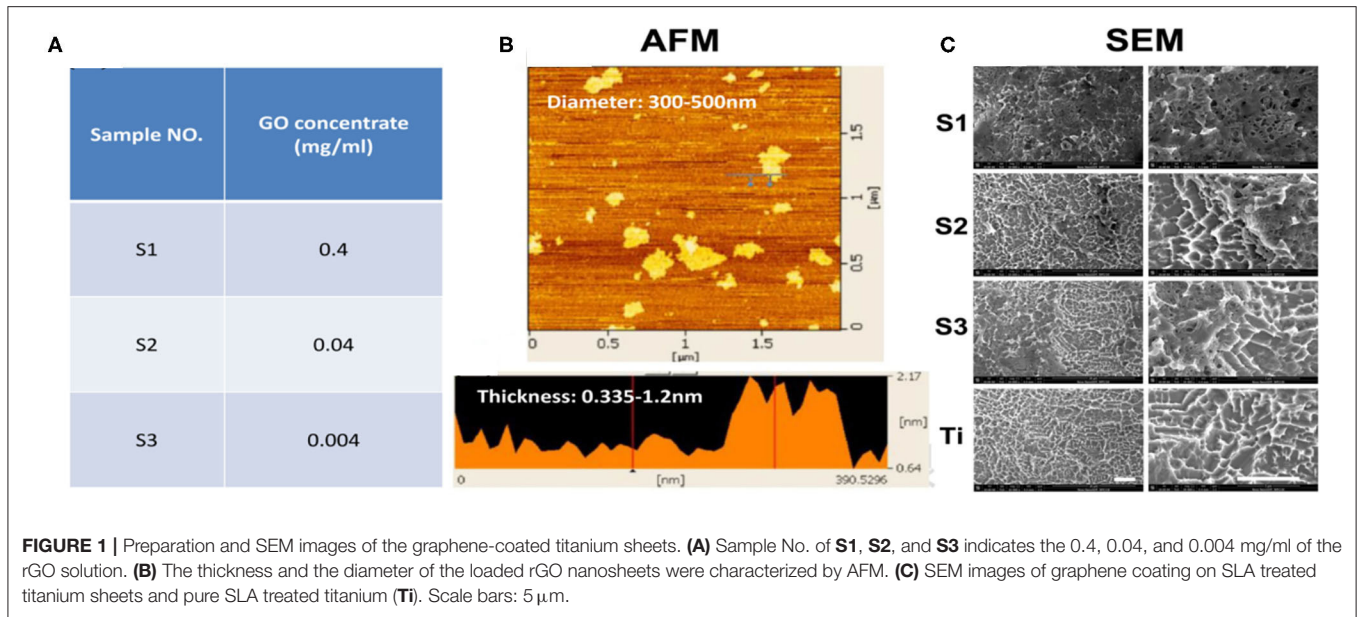 A
Sample NO.
GO concentrate
(mg/ml)
S1
0.4
S2
0.04
S3
0.004
B
AFM
Diameter: 300-500nm
0
0.5
1
1.5
[µm]
0
0.5
1
1.5
[µm]
Thickness: 0.335-1.2nm
2.17
[nm]
0.64
0
[nm]
390.5296
C
SEM
S1
S2
S3
Ti
FIGURE 1 | Preparation and SEM images of the graphene-coated titanium sheets. (A) Sample No. of S1, S2, and S3 indicates the 0.4, 0.04, and 0.004 mg/ml of the
rGO solution. (B) The thickness and the diameter of the loaded rGO nanosheets were characterized by AFM. (C) SEM images of graphene coating on SLA treated
titanium sheets and pure SLA treated titanium (Ti). Scale bars: 5 µm.